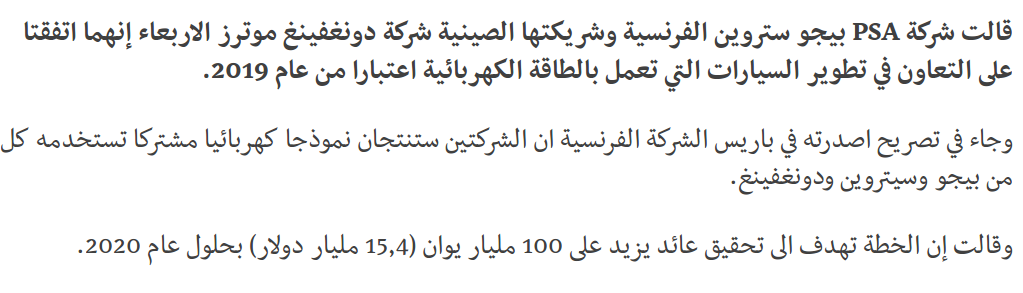 قالت شركة PSA بيجو ستروين الفرنسية وشريكتها الصينية شركة دونغفينغ موترز الاربعاء إنهما اتفقتا
على التعاون في تطوير السيارات التي تعمل بالطاقة الكهربائية اعتبارا من عام 2019.
وجاء في تصريح اصدرته في باريس الشركة الفرنسية ان الشركتين ستنتجان نموذجا كهربائيا مشتركا تستخدمه كل
من بيجو وسيتروين ودونغفينغ.
وقالت إن الخطة تهدف الى تحقيق عائد يزيد على 100 مليار يوان (15,4 مليار دولار) بحلول عام 2020.